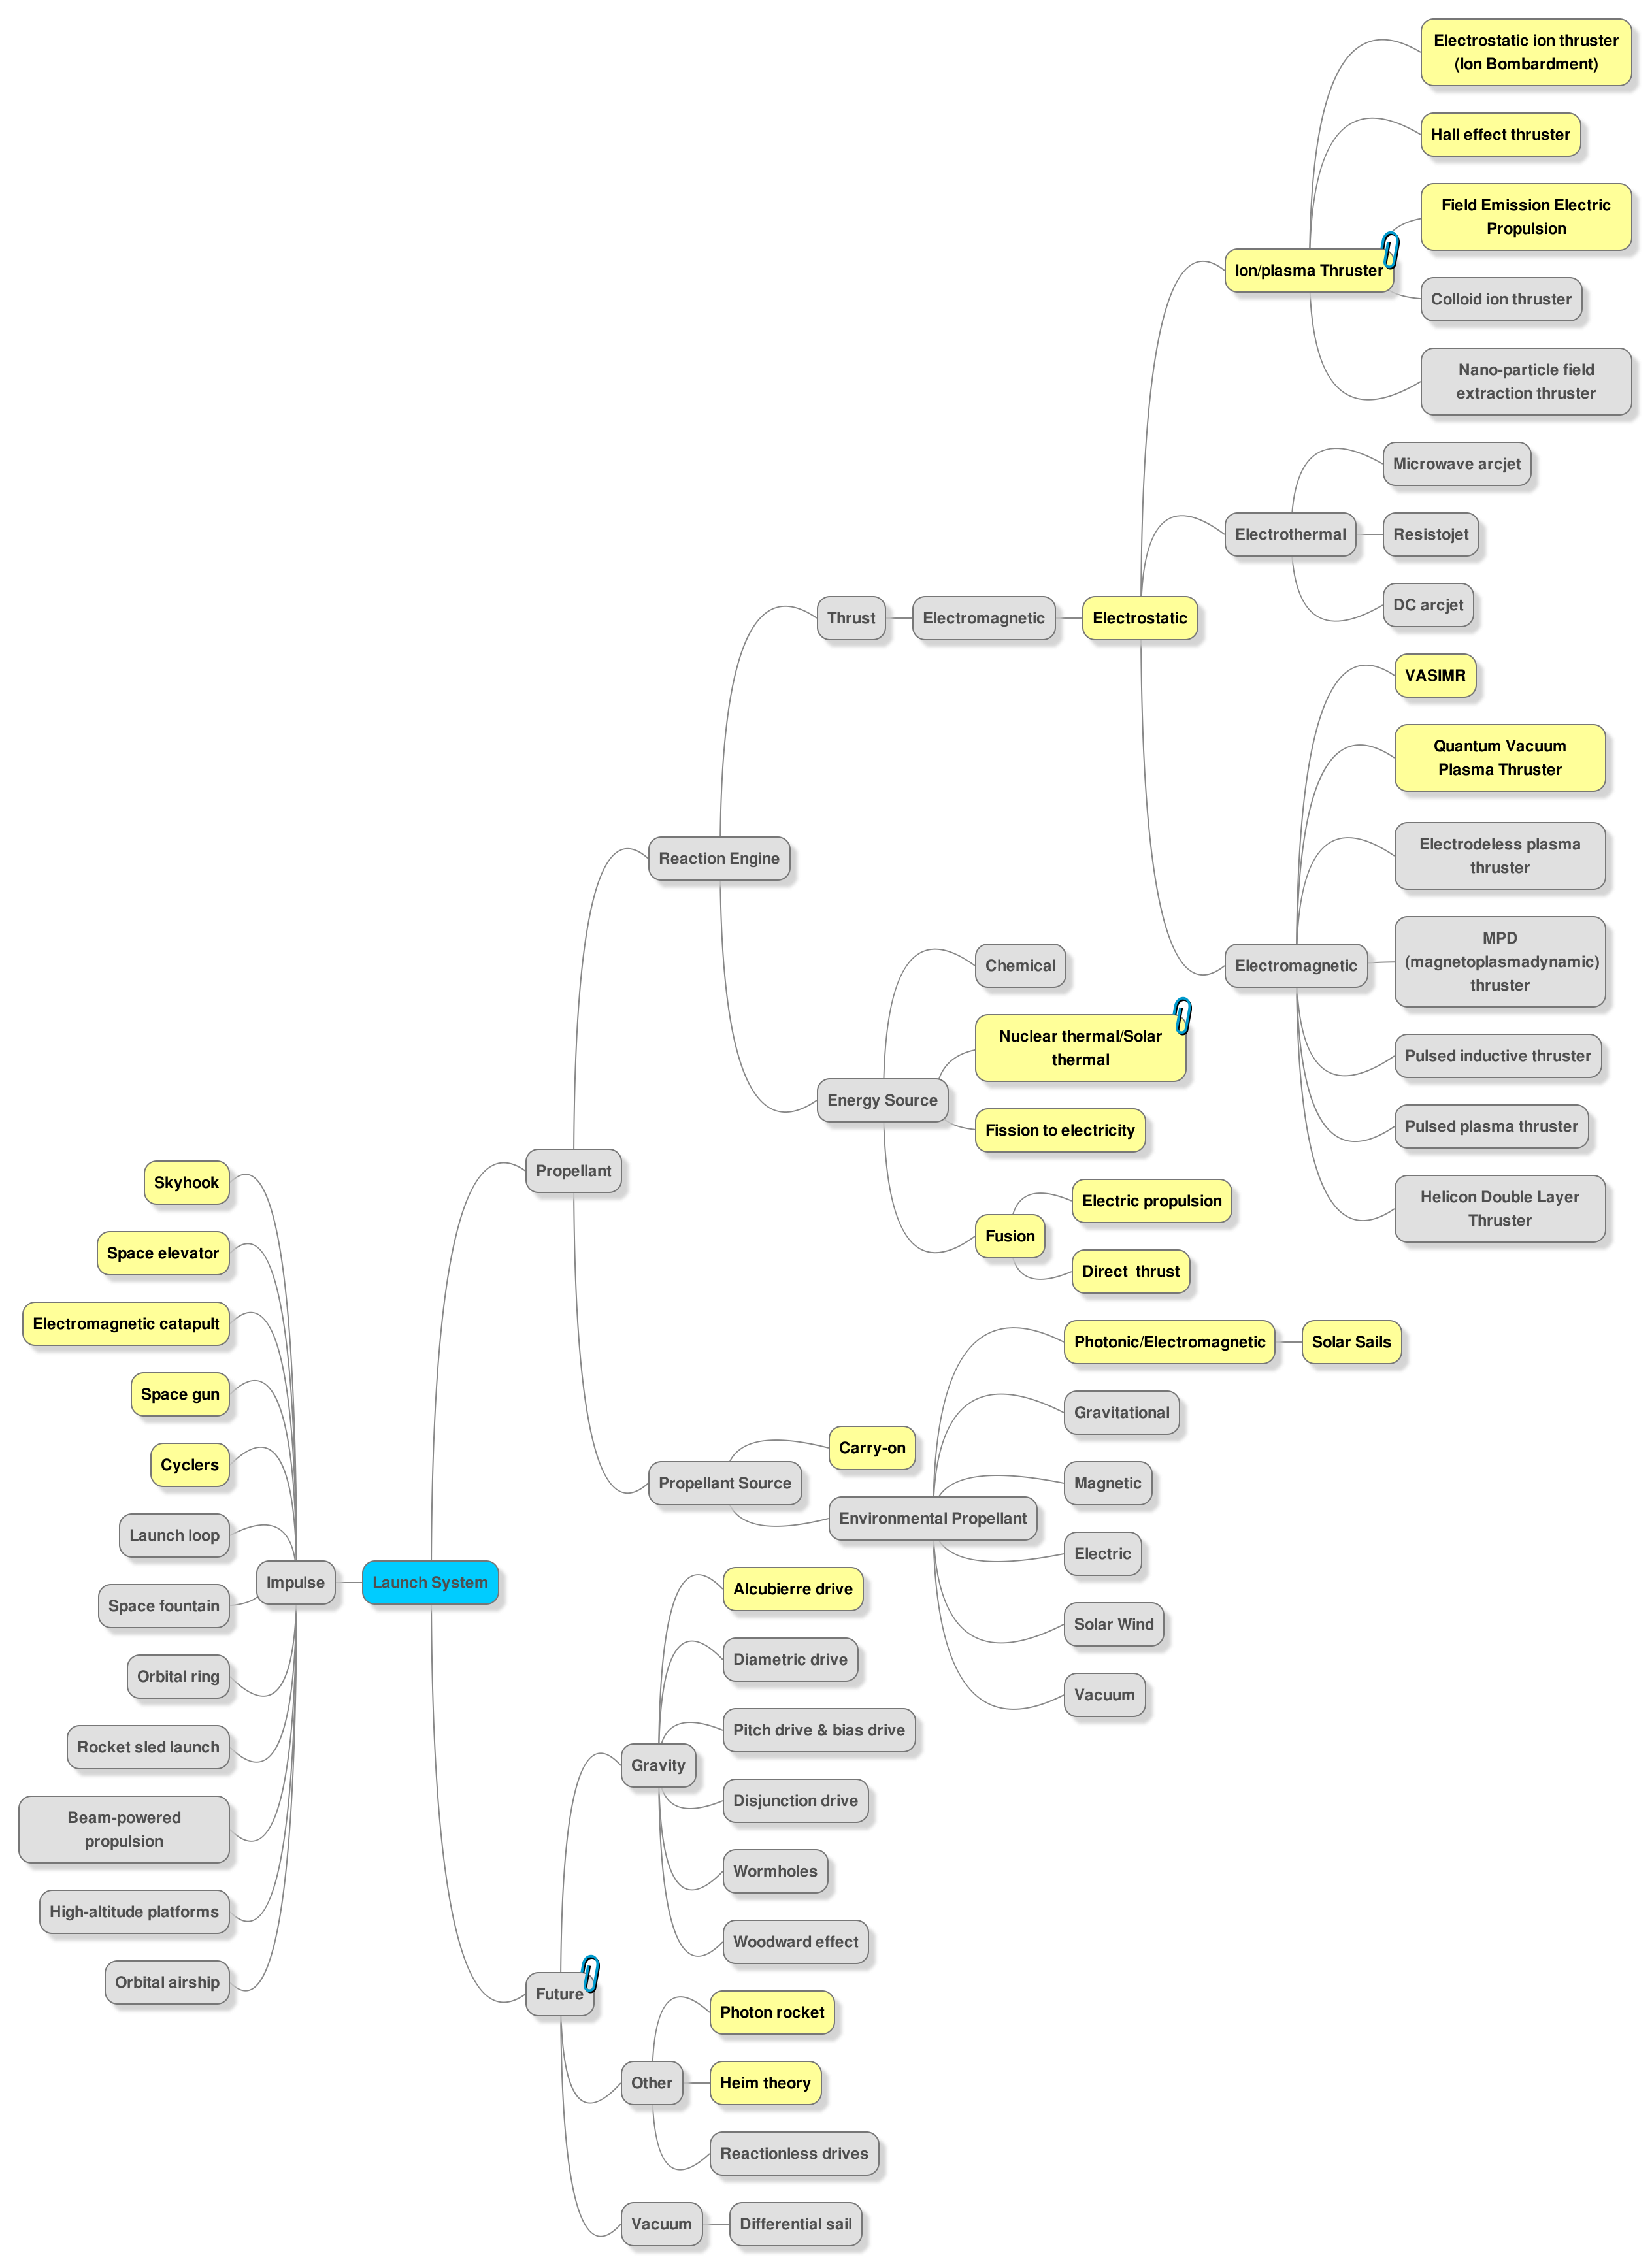 Electrostatic ion thruster
(Ion Bombardment)
Hall effect thruster
Field Emission Electric
Propulsion
Ion/plasma Thruster
Colloid ion thruster
Nano-particle field
extraction thruster
Microwave arcjet
Electrothermal
Resistojet
DC arcjet
Thrust
Electromagnetic
Electrostatic
VASIMR
Quantum Vacuum
Plasma Thruster
Electrodeless plasma
thruster
Reaction Engine
MPD
(magnetoplasmadynamic)
thruster
Electromagnetic
Chemical
Nuclear thermal/Solar
thermal
Pulsed inductive thruster
Energy Source
Fission to electricity
Pulsed plasma thruster
Propellant
Skyhook
Electric propulsion
Helicon Double Layer
Thruster
Fusion
Space elevator
Direct  thrust
Electromagnetic catapult
Photonic/Electromagnetic
Solar Sails
Space gun
Gravitational
Carry-on
Cyclers
Propellant Source
Magnetic
Environmental Propellant
Launch loop
Electric
Impulse
Launch System
Alcubierre drive
Space fountain
Solar Wind
Diametric drive
Orbital ring
Vacuum
Pitch drive & bias drive
Rocket sled launch
Gravity
Disjunction drive
Beam-powered
propulsion
Wormholes
High-altitude platforms
Woodward effect
Orbital airship
Future
Photon rocket
Other
Heim theory
Reactionless drives
Vacuum
Differential sail